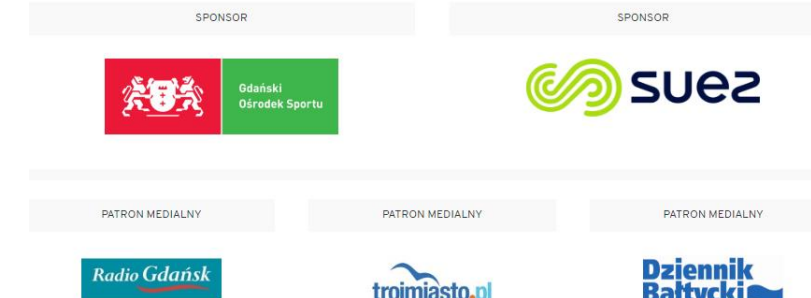 SPONSOR
SPONSOR
Gdański
Ośrodek Sportu
suez
PATRON MEDIALNY
PATRON MEDIALNY
PATRON MEDIALNY
Radio Gdańsk
trojmiasto.pl
Dziennik
Bałtycki